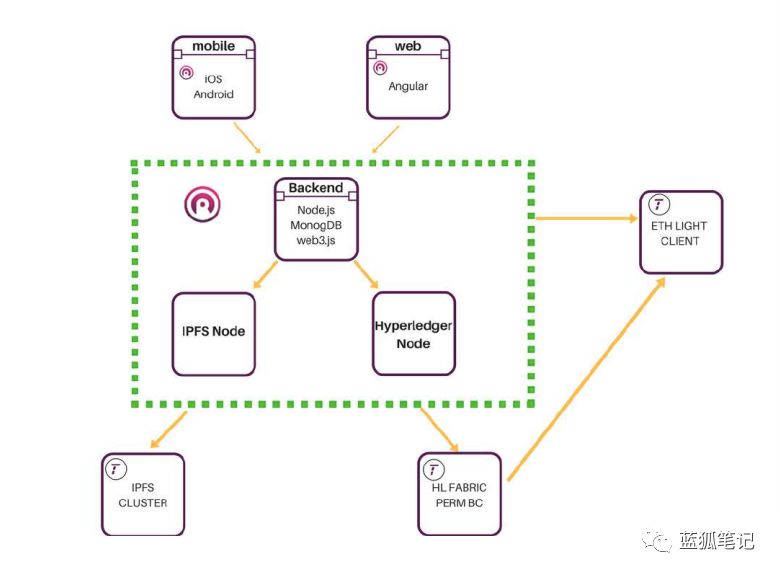 mobile
iOS
Android
web
Angular
Backend
Node.js
MonogDB
web3.js
IPFS Node
Hyperledger
Node
ETH LIGHT
CLIENT
IPFS
CLUSTER
HL FABRIC
PERM BC
蓝狐笔记